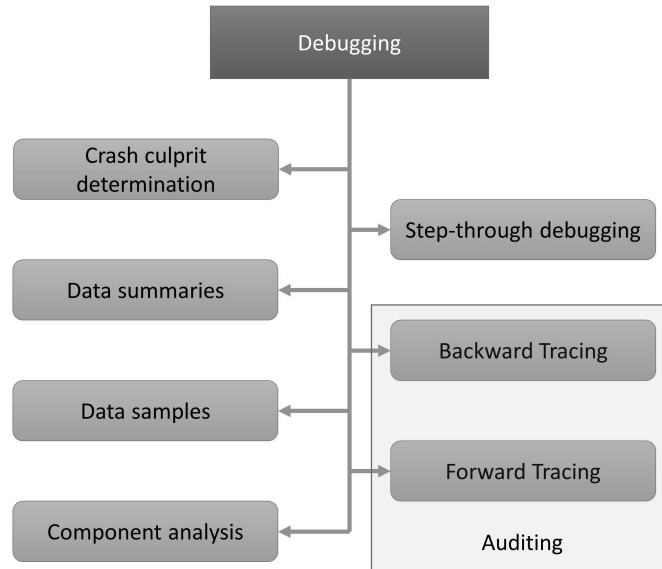 Debugging
Crash culprit
determination
Step-through debugging
Data summaries
Backward Tracing
Data samples
Forward Tracing
Component analysis
Auditing